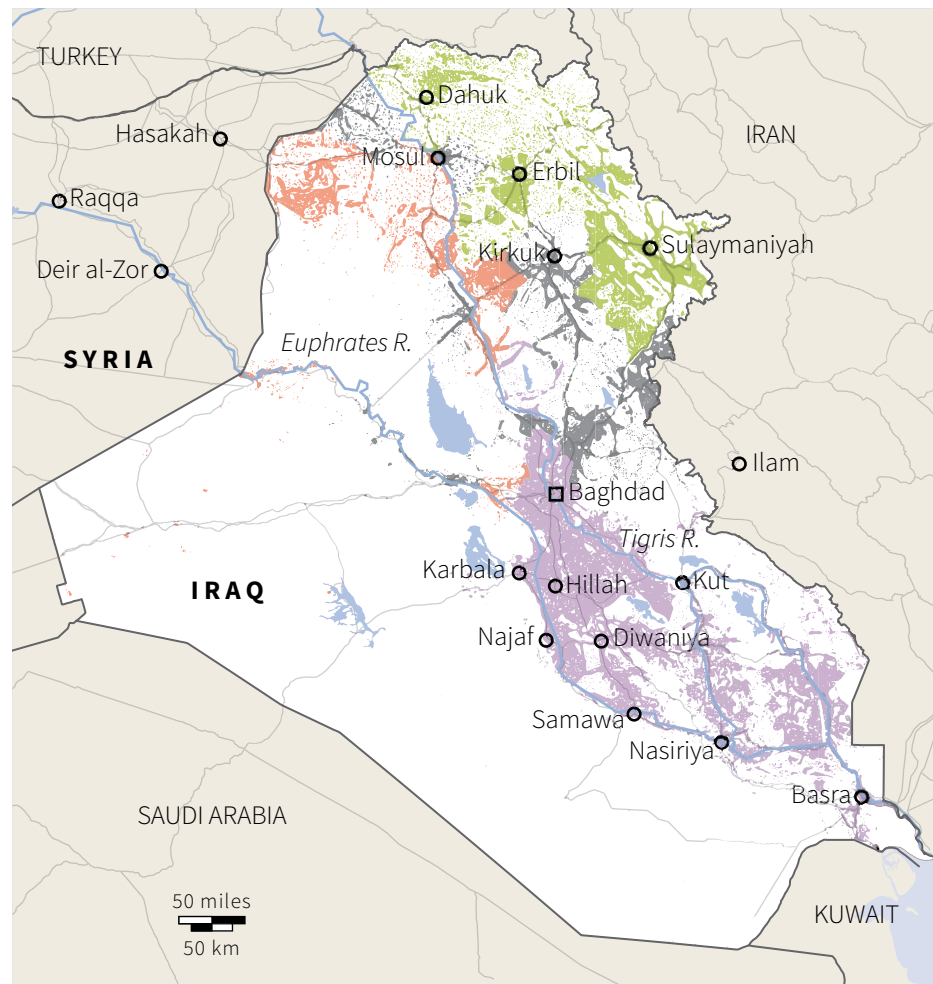 TURKEY
Dahuk
Hasakah
IRAN
Mosul
Erbil
Raqqa
Sulaymaniyah
Kirkuk
Deir al-Zor
Euphrates R.
SYRIA
Ilam
Baghdad
Tigris R.
Karbala
Hillah
Kut
IRAQ
Najaf
Diwaniya
Samawa
Nasiriya
Basra
SAUDI ARABIA
50 miles
50 km
KUWAIT